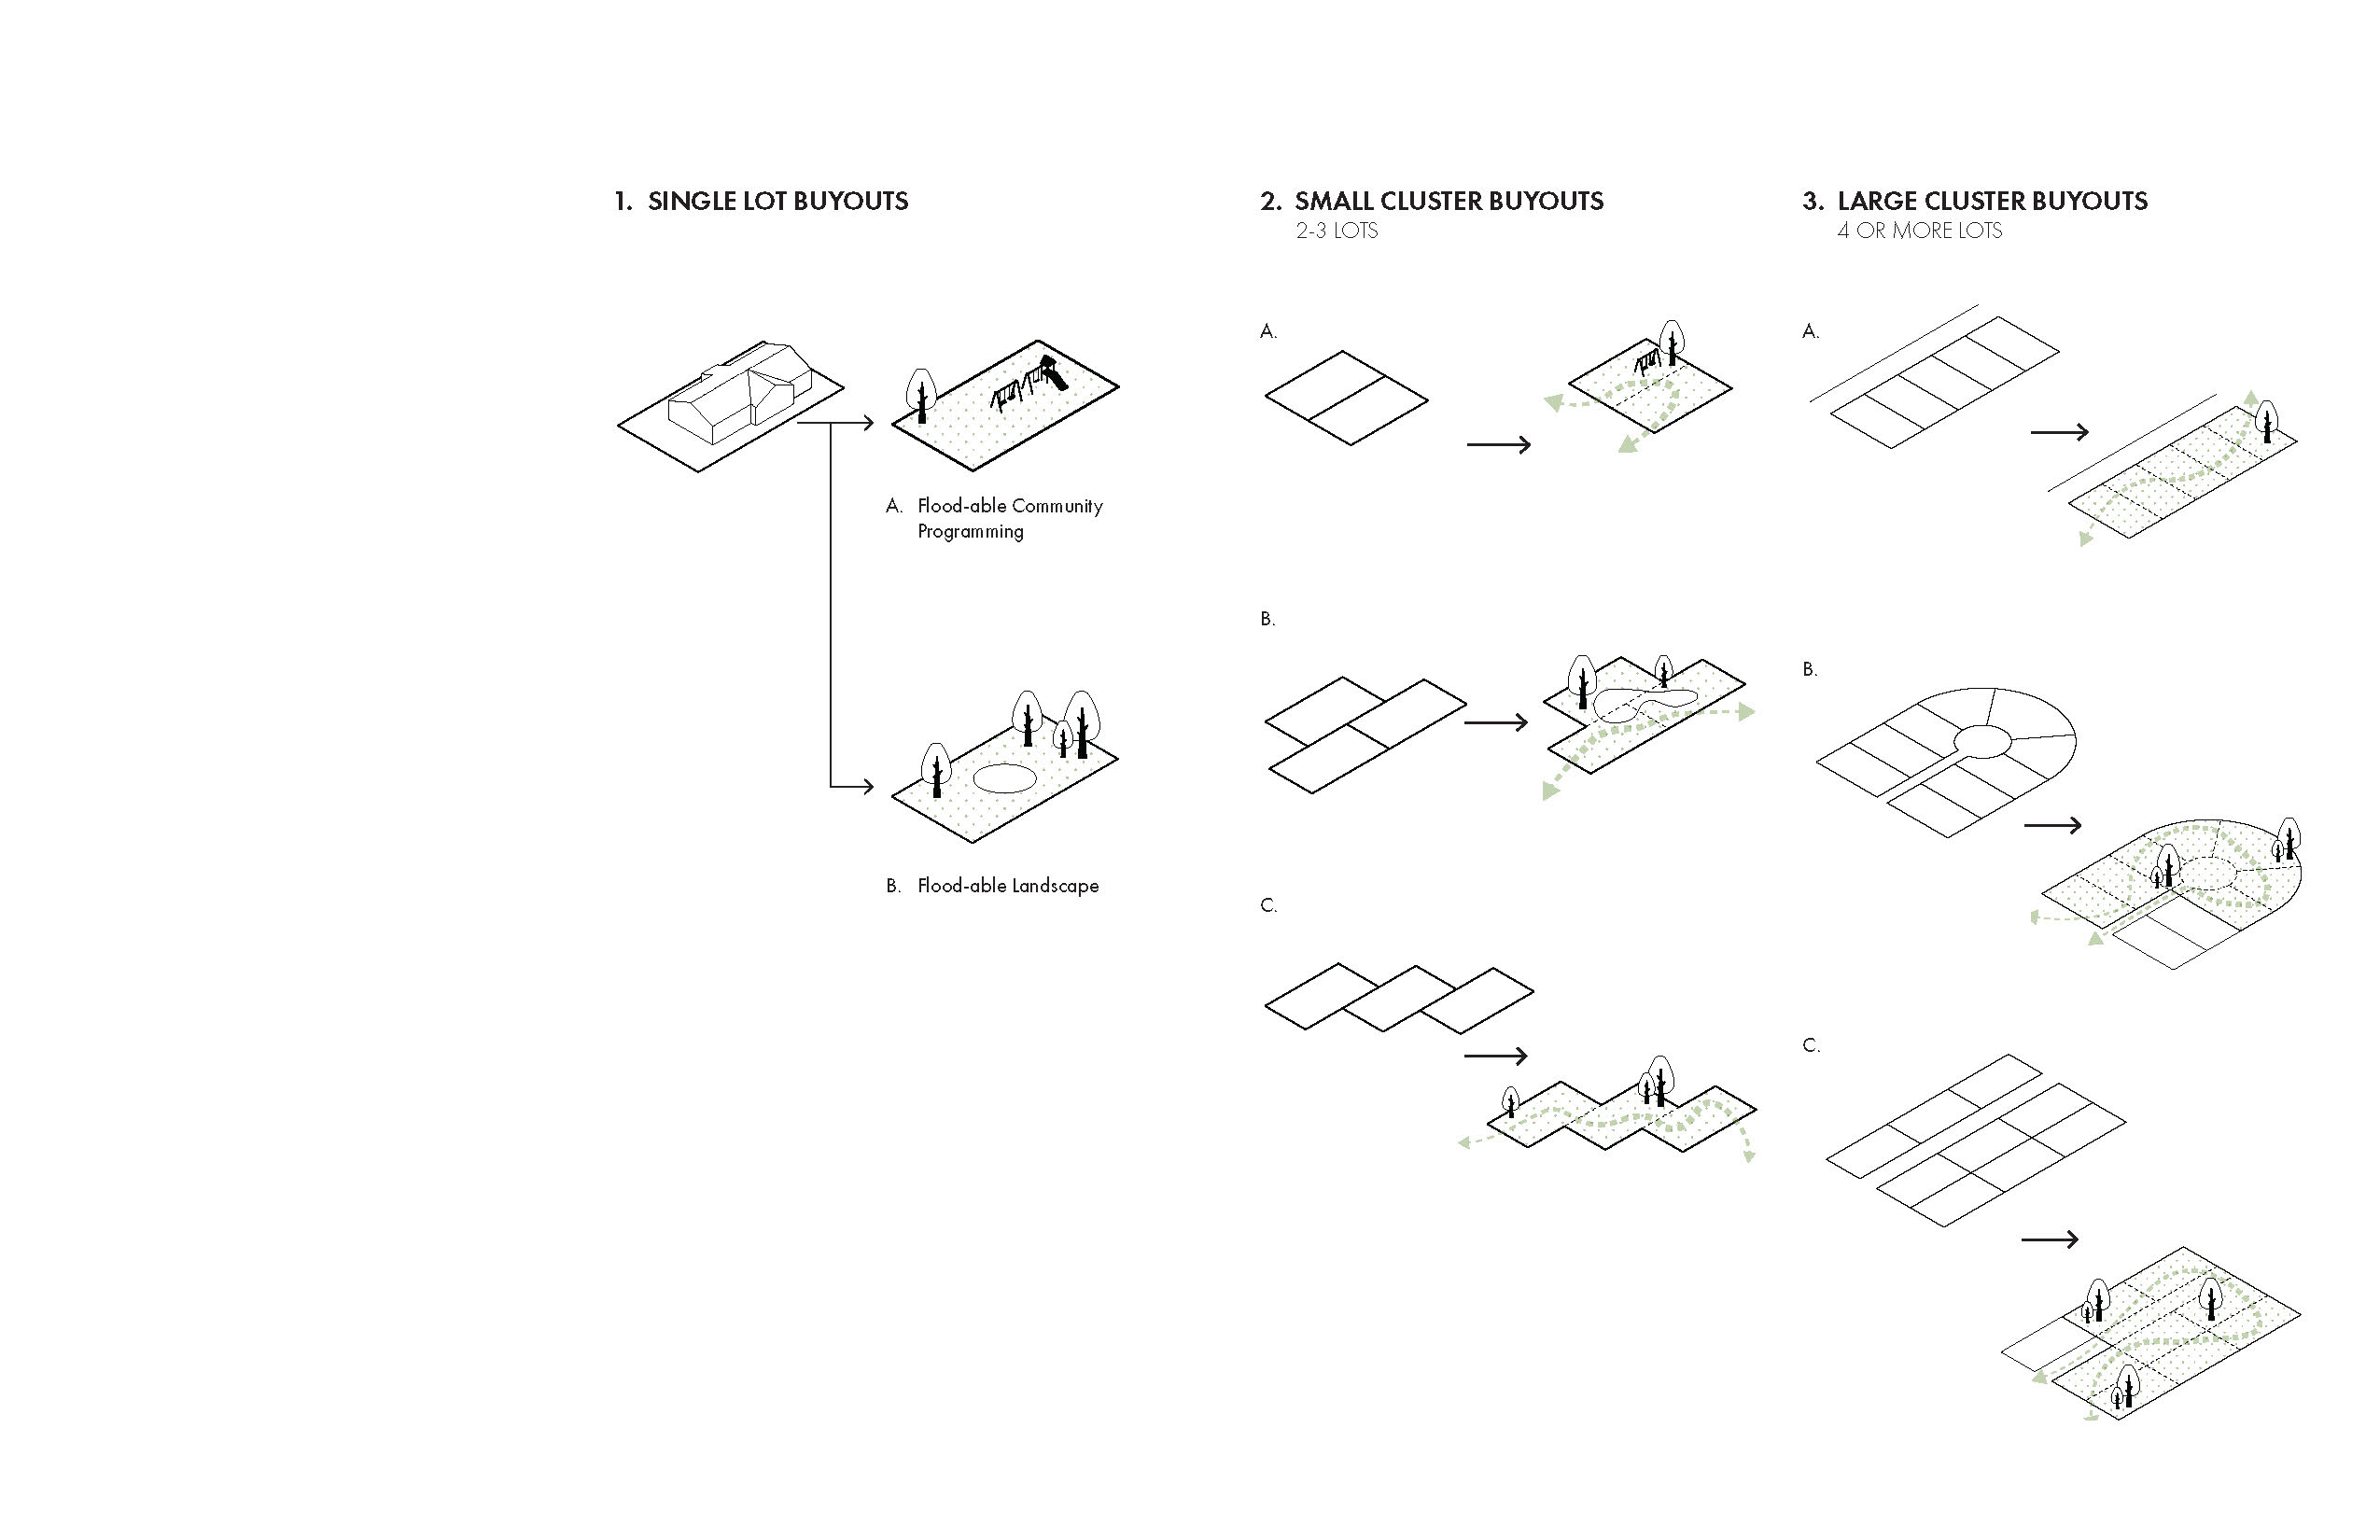 1. SINGLE LOT BUYOUTS
A. Flood-able Community
Programming
B. Flood-able Landscape
2. SMALL CLUSTER BUYOUTS
2-3 LOTS
A.
B.
C.
3. LARGE CLUSTER BUYOUTS
4 OR MORE LOTS
A.
B.
C.